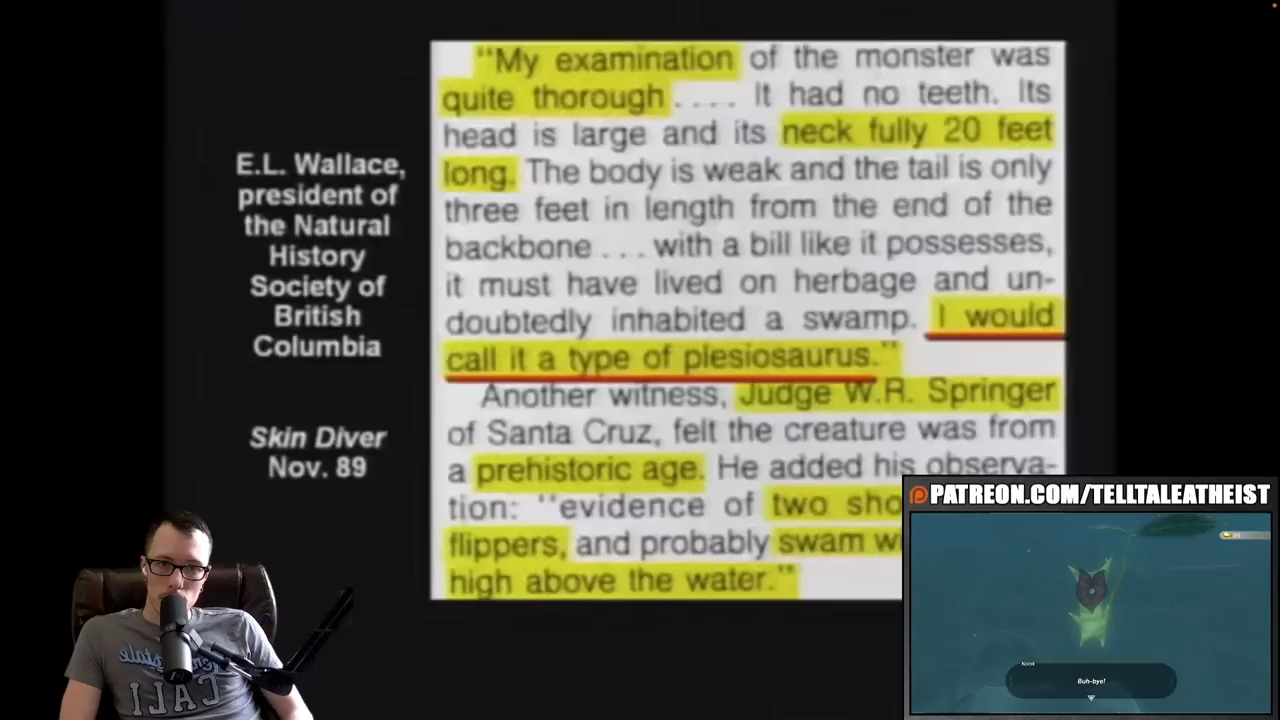 E.L. Wallace,
president of
the Natural
History
Society of
British
Columbia
Skin Diver
Nov. 89
"My examination of the monster was
quite thorough .... It had no teeth. Its
head is large and its neck fully 20 feet
long. The body is weak and the tail is only
three feet in length from the end of the
backbone .... with a bill like it possesses,
it must have lived on herbage and un-
doubtedly inhabited a swamp. I would
call it a type of plesiosaurus."
Another witness, Judge W.R. Springer
of Santa Cruz, felt the creature was from
a prehistoric age. He added his observa-
tion: "evidence of two sho
flippers, and probably swam wi
high above the water."
PATREON.COM/TELLTALEATHEIST
Korok
Buh-bye!
CALI